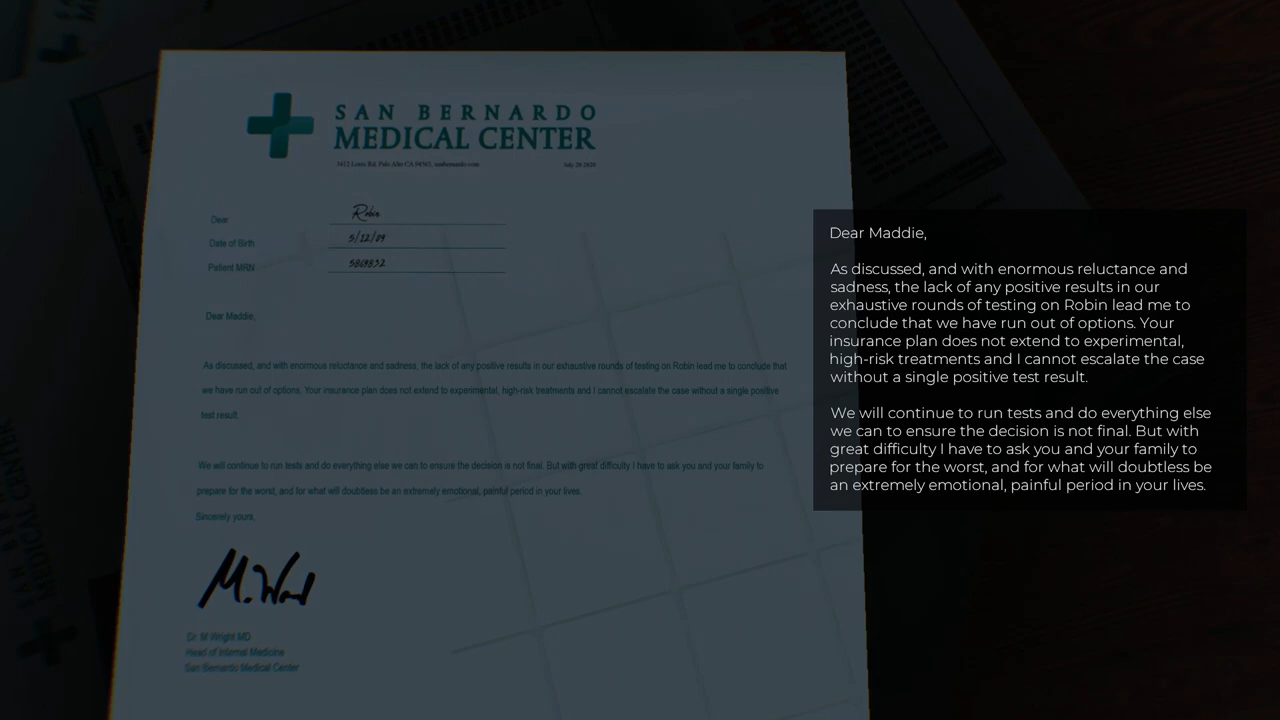 SAN BERNARDO
MEDICAL CENTER
July 20 2020
Dear Robin
Date of Birth 5/12/09
Patient MRN
Dear Maddie,
As discussed, and with enormous reluctance and sadness, the lack of any positive results in our exhaustive rounds of testing on Robin lead me to conclude that
we have run out of options. Your insurance plan does not extend to experimental, high-risk treatments and I cannot escalate the case without a single positive
test result.
We will continue to run tests and do everything else we can to ensure the decision is not final. But with great difficulty I have to ask you and your family to
prepare for the worst, and for what will doubtless be an extremely emotional, painful period in your lives.
Sincerely yours,
Dr. M Wright MD
Head of Internal Medicine
San Bernardo Medical Center
Dear Maddie,
As discussed, and with enormous reluctance and
sadness, the lack of any positive results in our
exhaustive rounds of testing on Robin lead me to
conclude that we have run out of options. Your
insurance plan does not extend to experimental,
high-risk treatments and I cannot escalate the case
without a single positive test result.
We will continue to run tests and do everything else
we can to ensure the decision is not final. But with
great difficulty I have to ask you and your family to
prepare for the worst, and for what will doubtless be
an extremely emotional, painful period in your lives.
MEDICAL CENTER